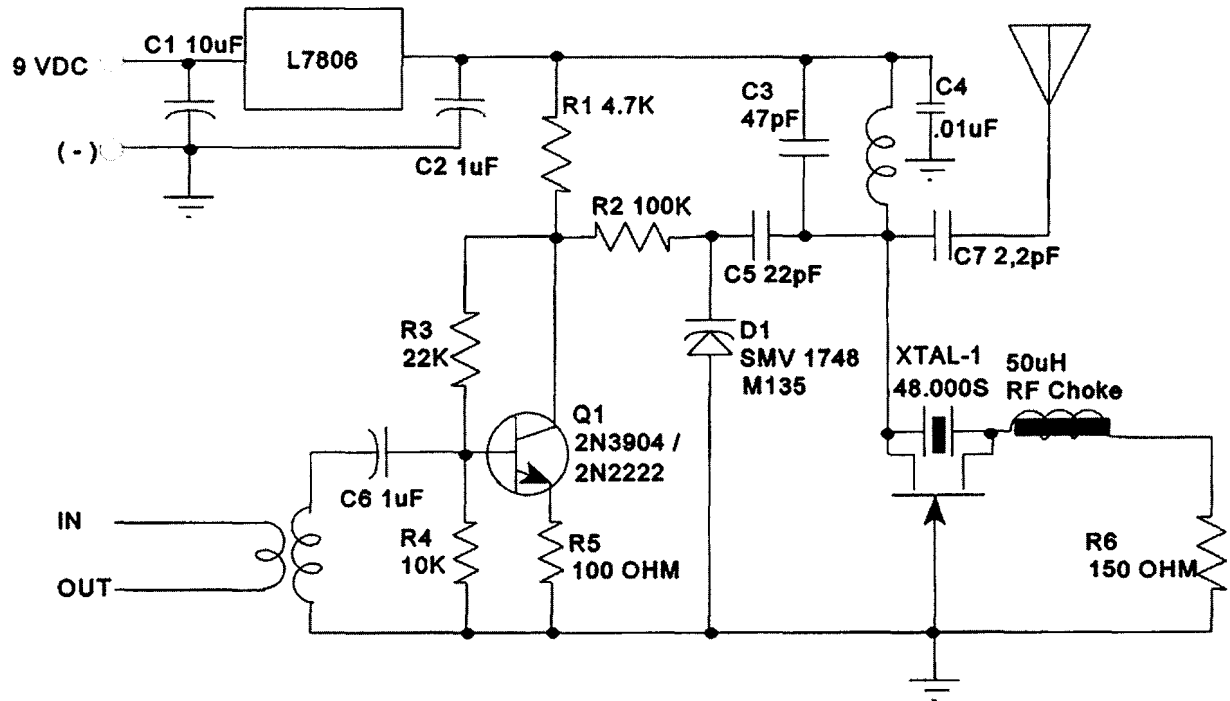 C1 10uF
L7806
9 VDC
(-)
C2 1uF
R1 4.7K
C3
47pF
C4
.01uF
R2 100K
C5 22pF
C7 2,2pF
R3
22K
D1
SMV 1748
M135
XTAL-1
48.000S
50uH
RF Choke
Q1
2N3904 /
2N2222
C6 1uF
IN
OUT
R4
10K
R5
100 OHM
R6
150 OHM